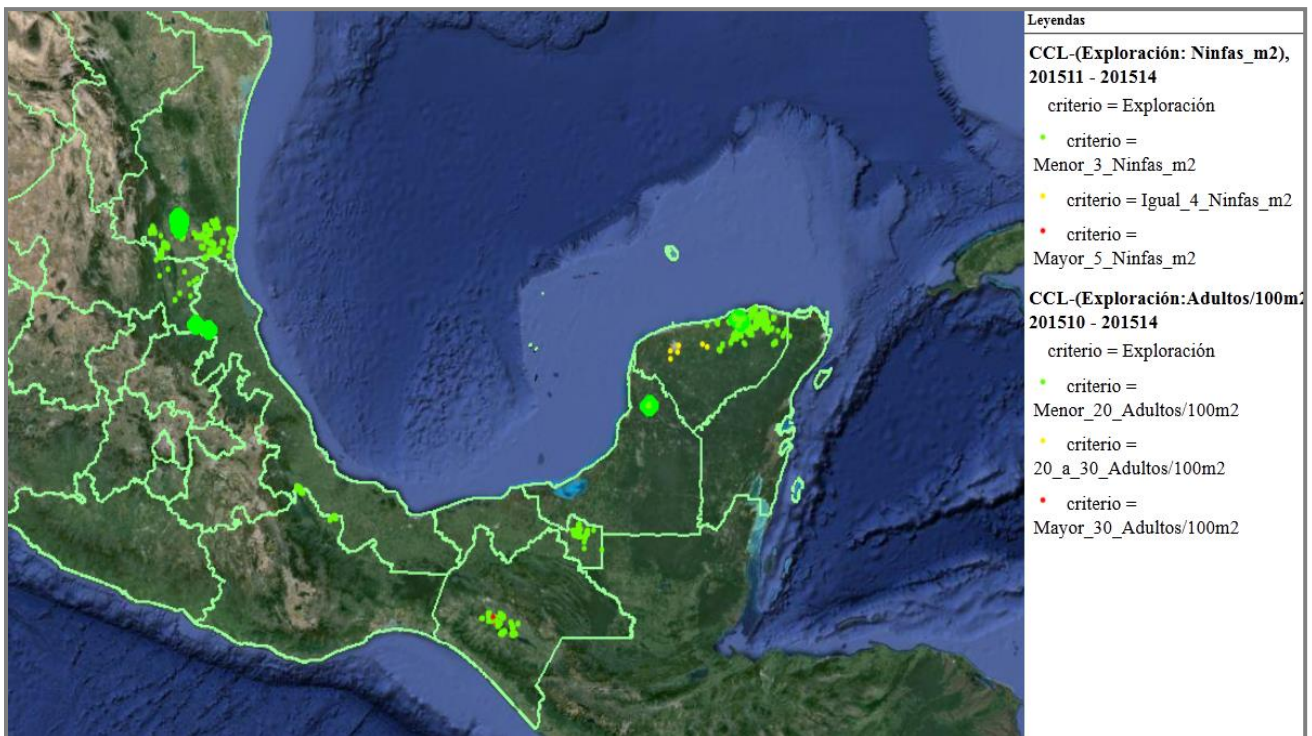 Leyendas
CCL-(Exploración: Ninfas_m2),
201511 - 201514
criterio = Exploración
criterio =
Menor_3_Ninfas_m2
criterio = Igual_4_Ninfas_m2
criterio =
Mayor_5_Ninfas_m2
CCL-(Exploración:Adultos/100m2
201510 - 201514
criterio = Exploración
criterio =
Menor_20_Adultos/100m2
criterio =
20_a_30_Adultos/100m2
criterio =
Mayor_30_Adultos/100m2